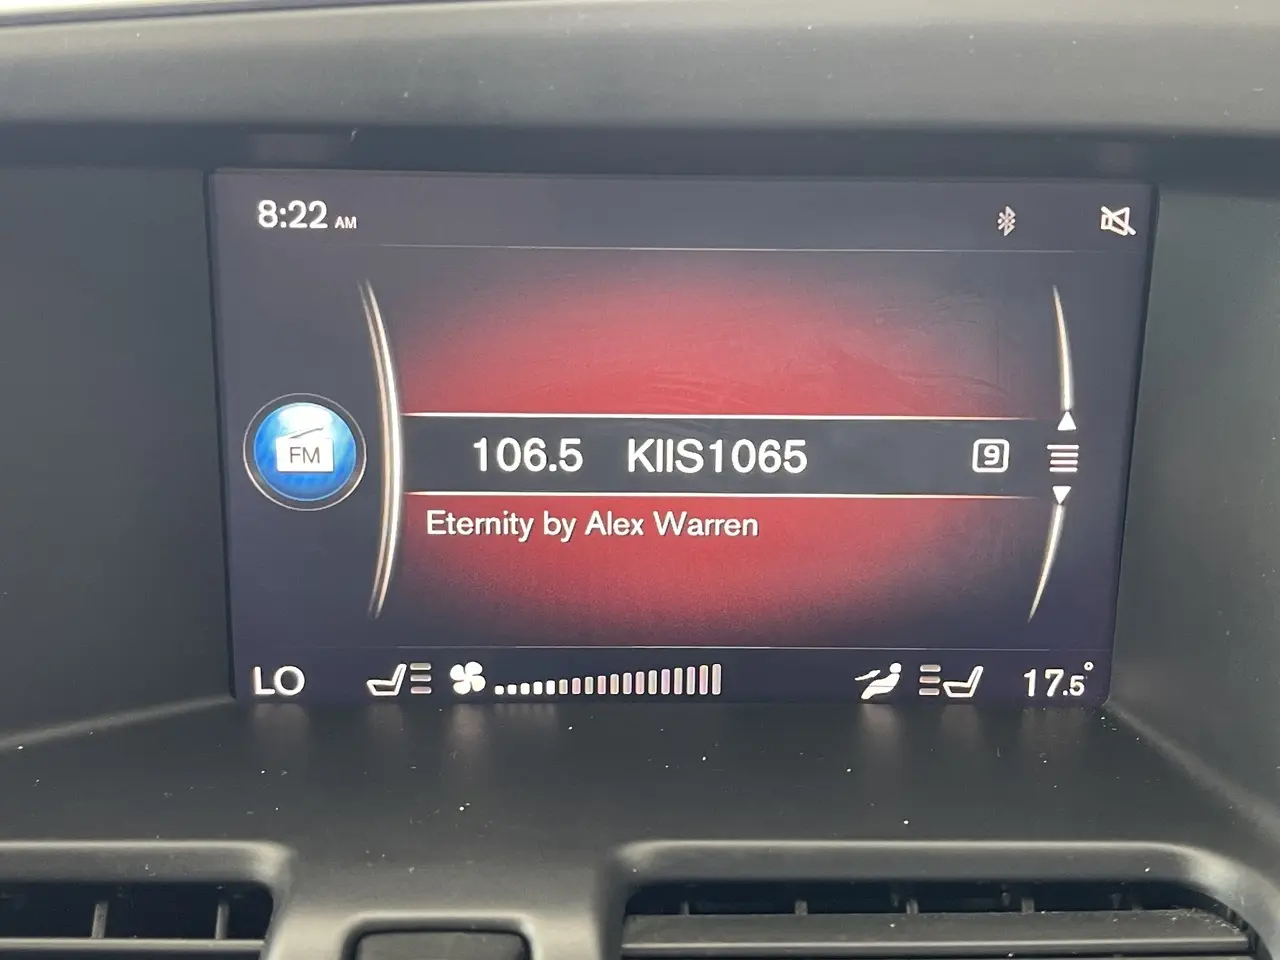 8:22 AM
FM
106.5 KIIS1065 9
Eternity by Alex Warren
LO 17.5°